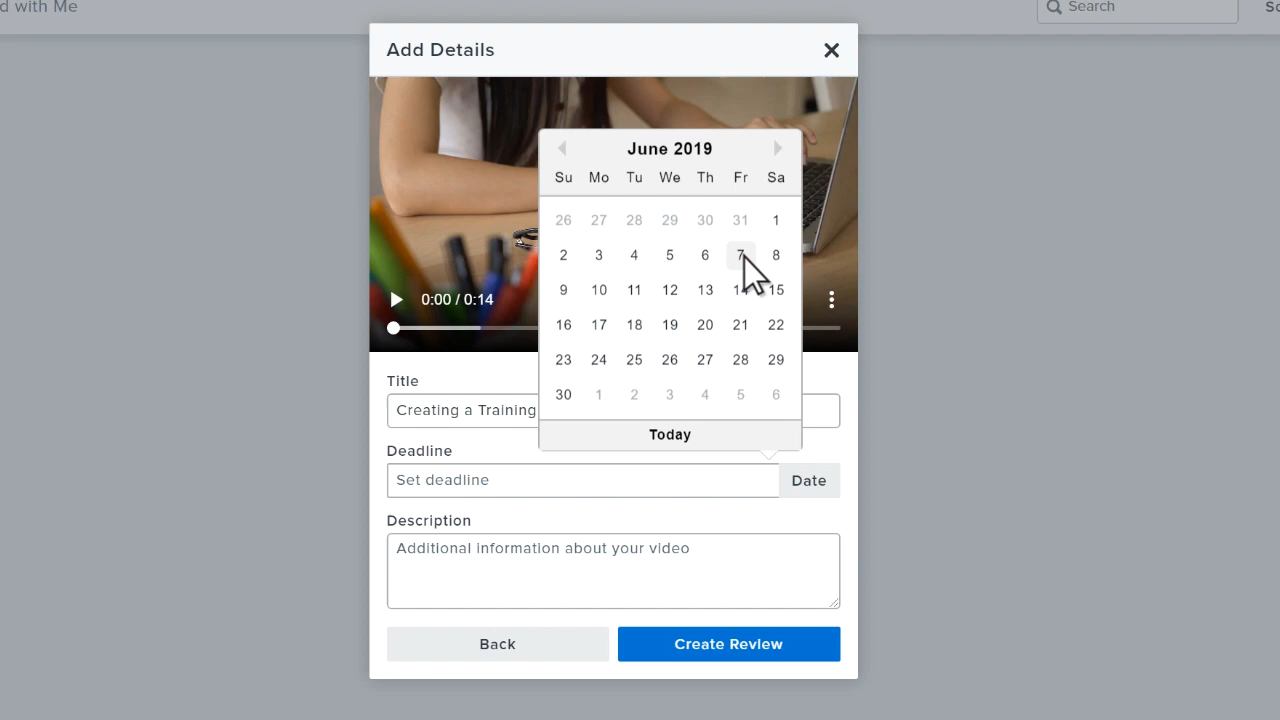 d with Me
Search
Add Details
June 2019
Su Mo Tu We Th Fr Sa
26 27 28 29 30 31 1
2 3 4 5 6 7 8
9 10 11 12 13 14 15
16 17 18 19 20 21 22
23 24 25 26 27 28 29
30 1 2 3 4 5 6
Today
0:00 / 0:14
Title
Creating a Training
Deadline
Set deadline
Date
Description
Additional information about your video
Back
Create Review